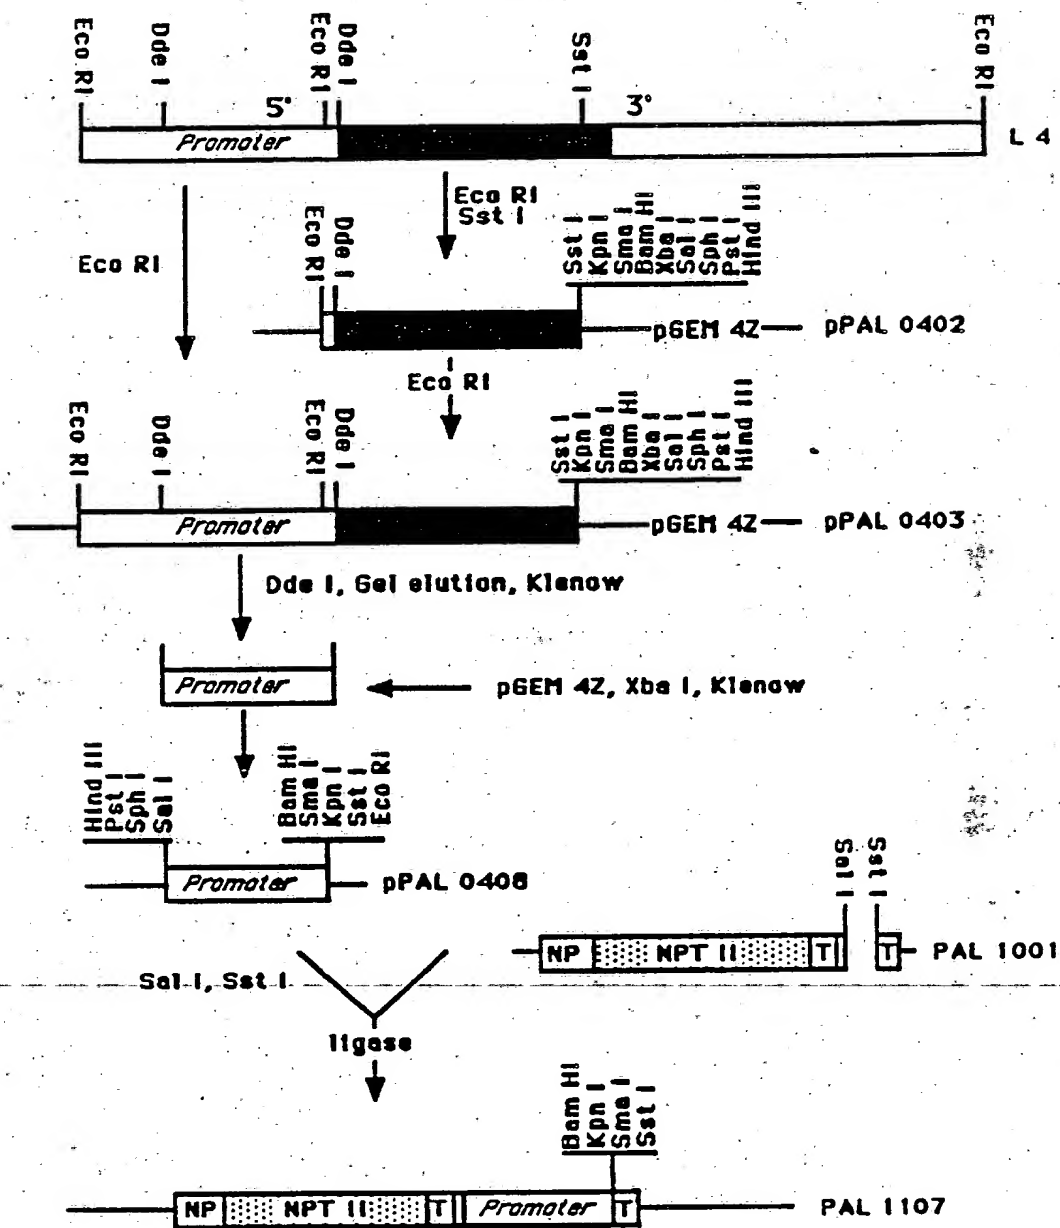 Eco RI
Dde I
Eco RI
Dde I
Sst I
Eco RI
5'
3'
Promoter
L 4
Eco RI
Eco RI
Sst I
Eco RI
Dde I
Sst I
Kpn I
Sma I
Bam HI
Xba I
Sal I
Sph I
Pst I
Hind III
pGEM 4Z
pPAL 0402
Eco RI
Eco RI
Dde I
Eco RI
Dde I
Sst I
Kpn I
Sma I
Bam HI
Xba I
Sal I
Sph I
Pst I
Hind III
Promoter
pGEM 4Z
pPAL 0403
Dde I, Gel elution, Klenow
Promoter
pGEM 4Z, Xba I, Klenow
Hind III
Pst I
Sph I
Sal I
Bam HI
Sma I
Kpn I
Sst I
Eco RI
Promoter
pPAL 0408
Sal I
Sst I
NP
NPT II
T
T
PAL 1001
Sal I, Sst I
ligase
Bam HI
Kpn I
Sma I
Sst I
NP
NPT II
T
Promoter
T
PAL 1107